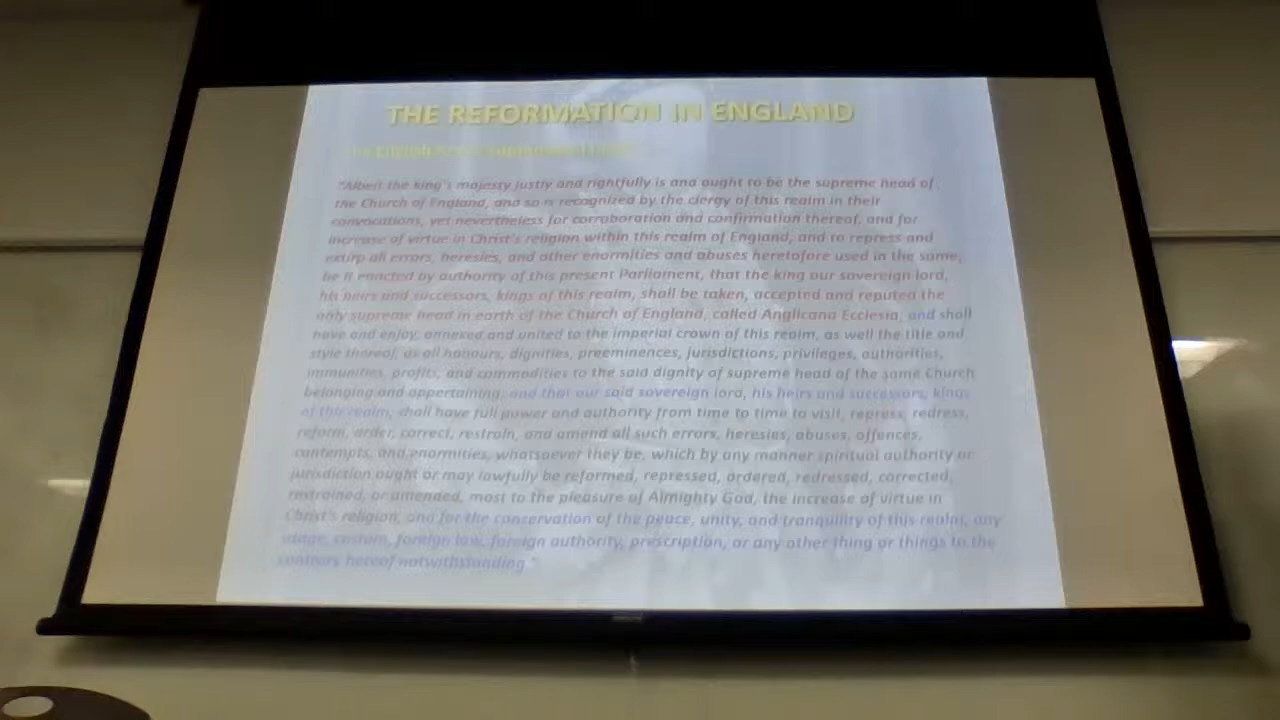 THE REFORMATION IN ENGLAND
"Albeit the king's majesty justly and rightfully is and ought to be the supreme head of
the Church of England, and so is recognized by the clergy of this realm in their
convocations, yet nevertheless for corroboration and confirmation thereof, and for
increase of virtue in Christ's religion within this realm of England, and to repress and
extirp all errors, heresies, and other enormities and abuses heretofore used in the same,
be it enacted by authority of this present Parliament, that the king our sovereign lord,
his heirs and successors, kings of this realm, shall be taken, accepted and reputed the
only supreme head in earth of the Church of England, called Anglicana Ecclesia; and shall
have and enjoy, annexed and united to the imperial crown of this realm, as well the title and
style thereof, as all honours, dignities, preeminences, jurisdictions, privileges, authorities,
immunities, profits, and commodities to the said dignity of supreme head of the same Church
belonging and appertaining; and that our said sovereign lord, his heirs and successors, kings
of this realm, shall have full power and authority from time to time to visit, repress, redress,
reform, order, correct, restrain, and amend all such errors, heresies, abuses, offences,
contempts, and enormities, whatsoever they be, which by any manner spiritual authority or
jurisdiction ought or may lawfully be reformed, repressed, ordered, redressed, corrected,
restrained, or amended, most to the pleasure of Almighty God, the increase of virtue in
Christ's religion, and for the conservation of the peace, unity, and tranquility of this realm, any
usage, custom, foreign law, foreign authority, prescription, or any other thing or things to the
contrary hereof notwithstanding."